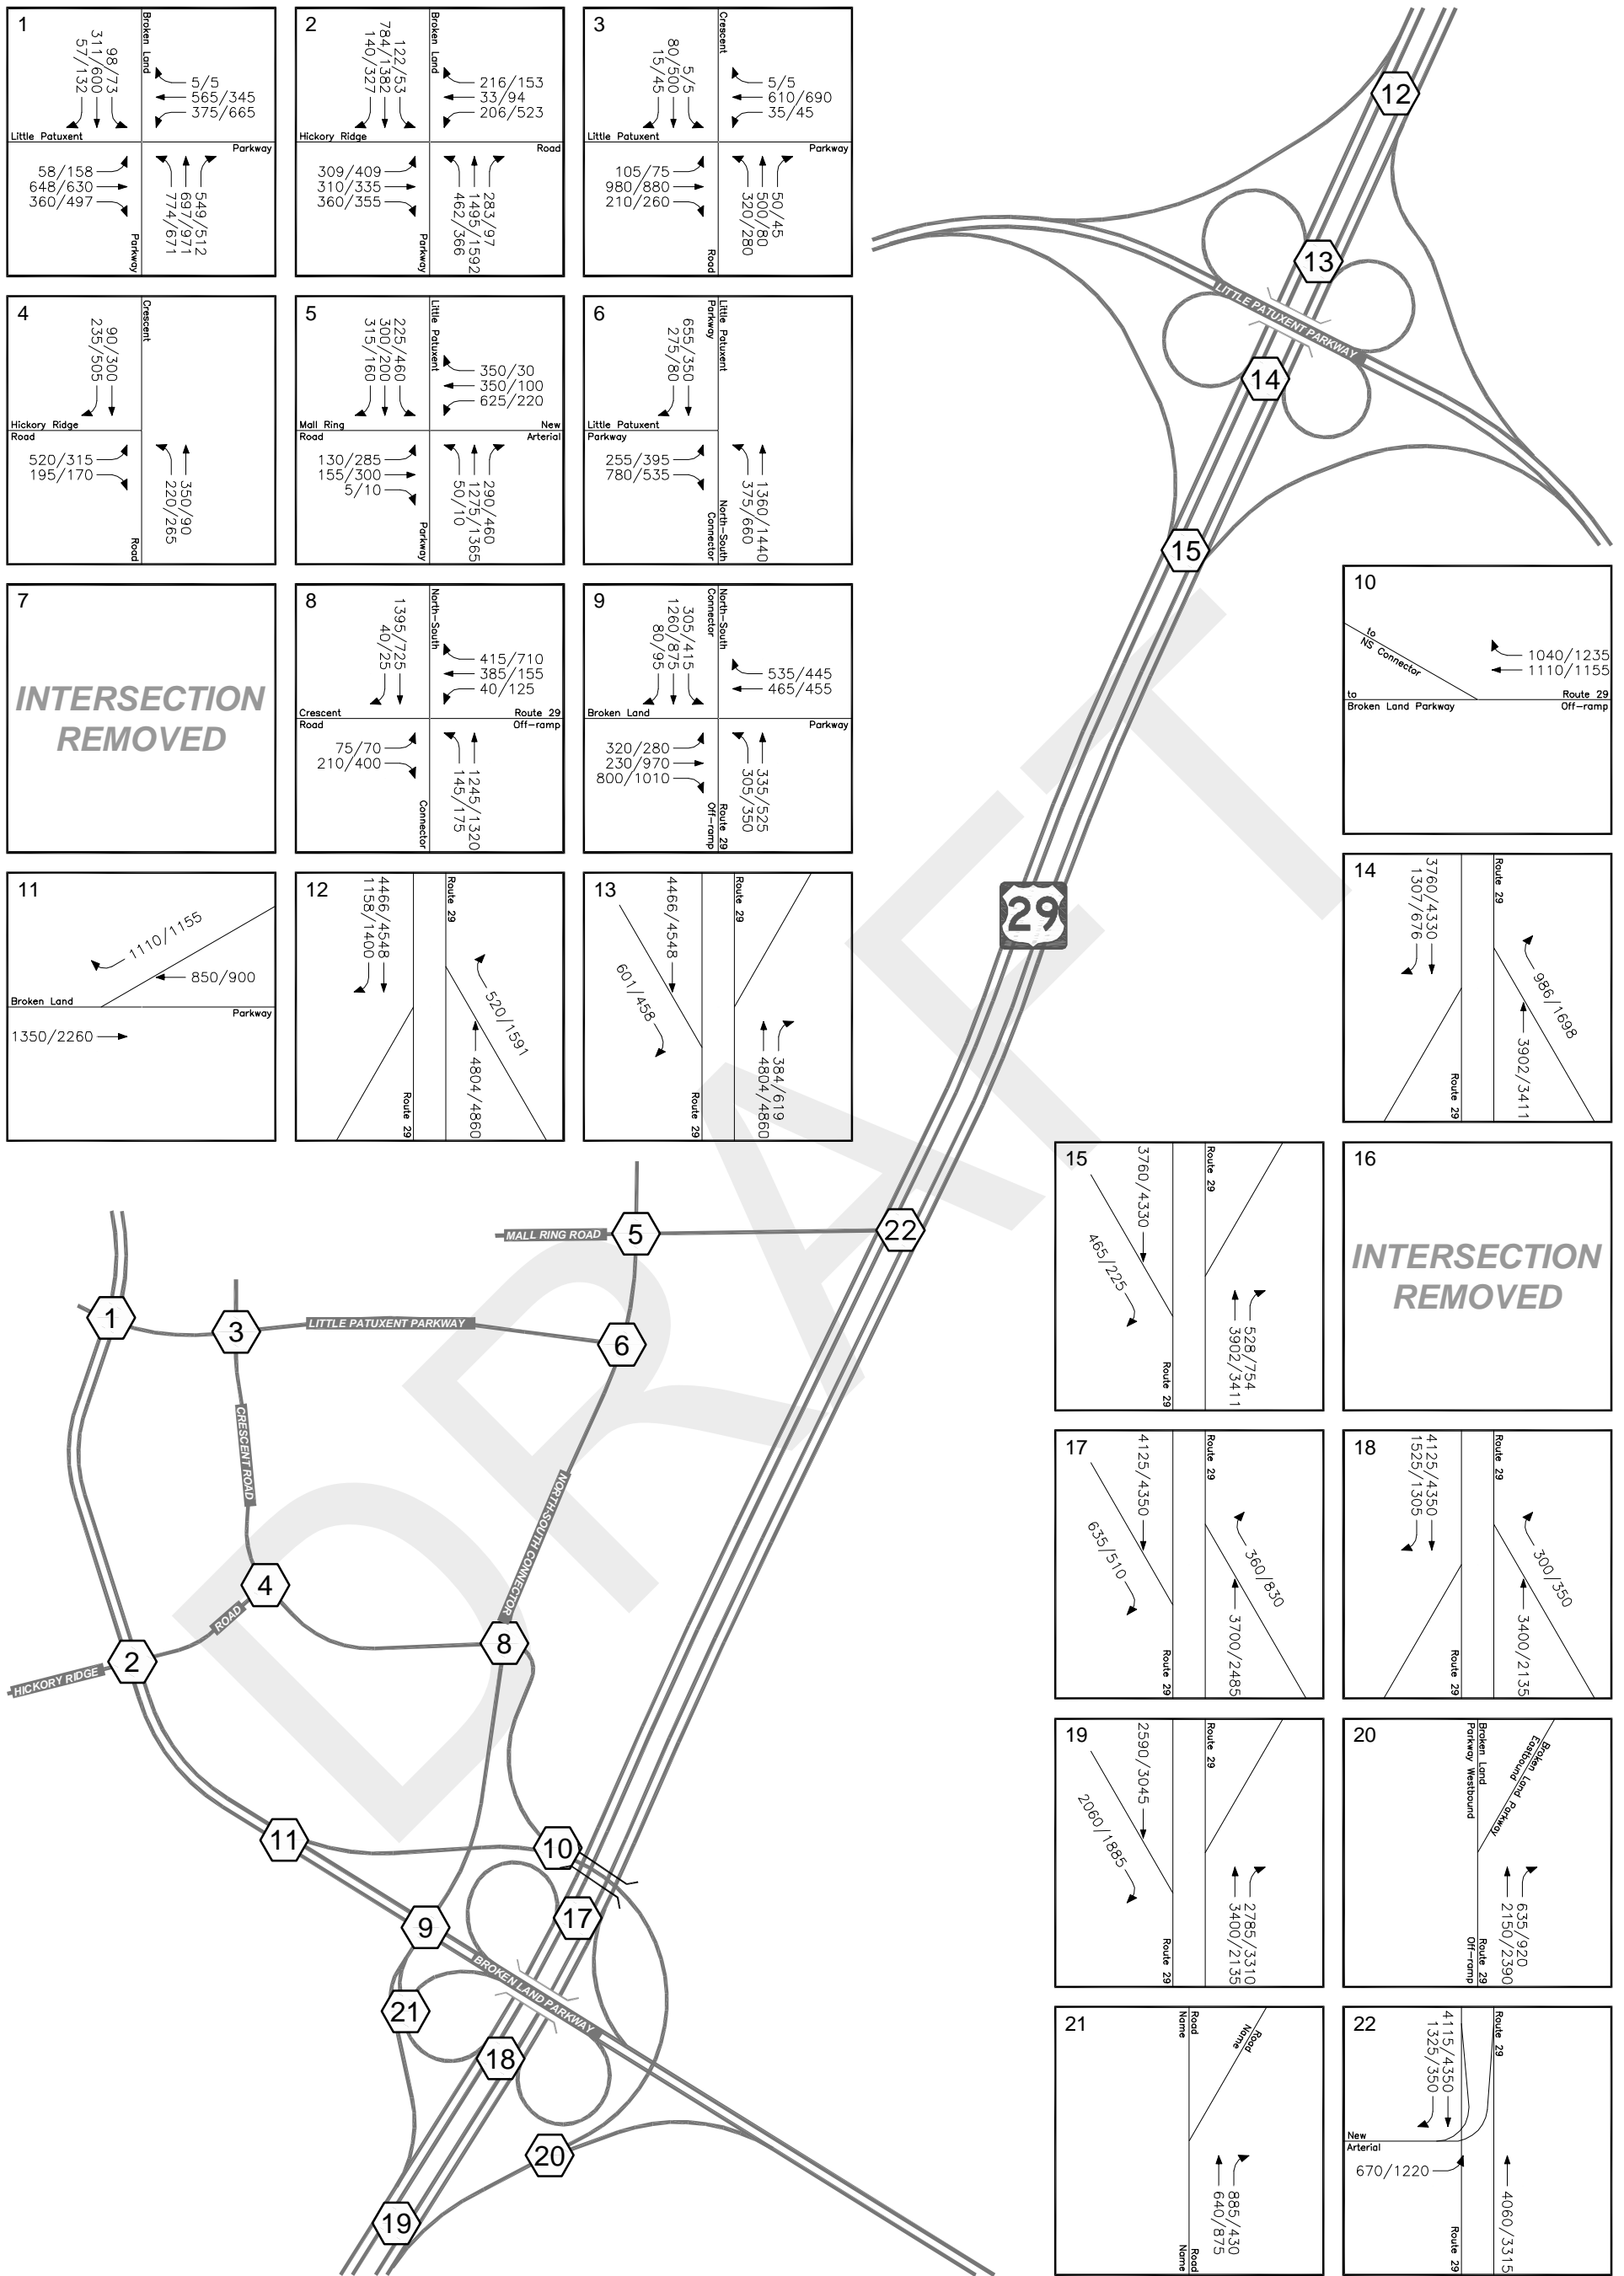 1
Broken Land
98/73
311/600
57/132
5/5
565/345
375/665
Little Patuxent
Parkway
58/158
648/630
360/497
549/512
697/971
774/671
Parkway
2
Broken Land
122/53
784/1382
140/327
216/153
33/94
206/523
Hickory Ridge
Road
309/409
310/335
360/355
283/97
1495/1592
462/366
Parkway
3
Crescent
5/5
80/500
15/45
5/5
610/690
35/45
Little Patuxent
Parkway
105/75
980/880
210/260
50/45
500/80
320/280
Road
4
Crescent
90/300
235/505
Hickory Ridge
Road
520/315
195/170
350/90
220/265
Road
5
Little Patuxent
225/460
300/200
315/160
350/30
350/100
625/220
Mall Ring
Road
New
Arterial
130/285
155/300
5/10
290/460
1275/1365
50/10
Parkway
6
Little Patuxent
Parkway
655/350
275/80
Little Patuxent
Parkway
255/395
780/535
1360/1440
375/660
North-South
Connector
7
INTERSECTION
REMOVED
8
North-South
1395/725
40/25
415/710
385/155
40/125
Crescent
Road
Route 29
Off-ramp
75/70
210/400
1245/1320
145/175
Connector
9
North-South
Connector
305/415
1260/875
80/95
535/445
465/455
Broken Land
Parkway
320/280
230/970
800/1010
335/525
305/350
Route 29
Off-ramp
10
to
NS Connector
1040/1235
1110/1155
to
Broken Land Parkway
Route 29
Off-ramp
11
1110/1155
850/900
Broken Land
Parkway
1350/2260
12
4466/4548
1158/1400
Route 29
520/1591
4804/4860
Route 29
13
4466/4548
601/458
Route 29
384/619
4804/4860
Route 29
14
3760/4330
1307/676
Route 29
986/1698
3902/3411
Route 29
15
3760/4330
465/225
Route 29
528/754
3902/3411
Route 29
16
INTERSECTION
REMOVED
17
4125/4350
635/510
Route 29
360/830
3700/2485
Route 29
18
4125/4350
1525/1305
Route 29
300/350
3400/2135
Route 29
19
2590/3045
2060/1885
Route 29
2785/3310
3400/2135
Route 29
20
Broken Land
Parkway Westbound
Broken Land Parkway
Eastbound
635/920
2150/2390
Route 29
Off-ramp
21
Road
Name
Road
Name
885/430
640/875
Road
Name
22
4115/4350
1325/350
Route 29
New
Arterial
670/1220
4060/3315
Route 29
12
13
LITTLE PATUXENT PARKWAY
14
15
29
22
MALL RING ROAD
5
1
3
LITTLE PATUXENT PARKWAY
6
CRESCENT ROAD
NORTH-SOUTH CONNECTOR
4
ROAD
2
HICKORY RIDGE
8
11
10
9
17
BROKEN LAND PARKWAY
21
18
20
19
DRAFT